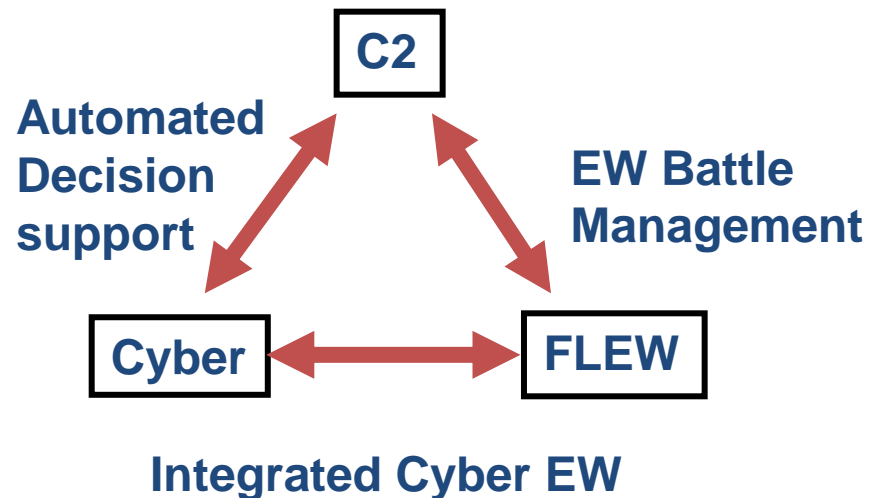 C2
Automated
Decision
support
EW Battle
Management
Cyber
FLEW
Integrated Cyber EW